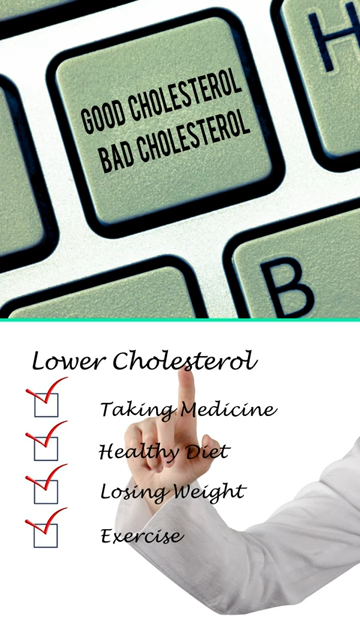 H
GOOD CHOLESTEROL
BAD CHOLESTEROL
B
Lower Cholesterol
Taking Medicine
Healthy Diet
Losing Weight
Exercise